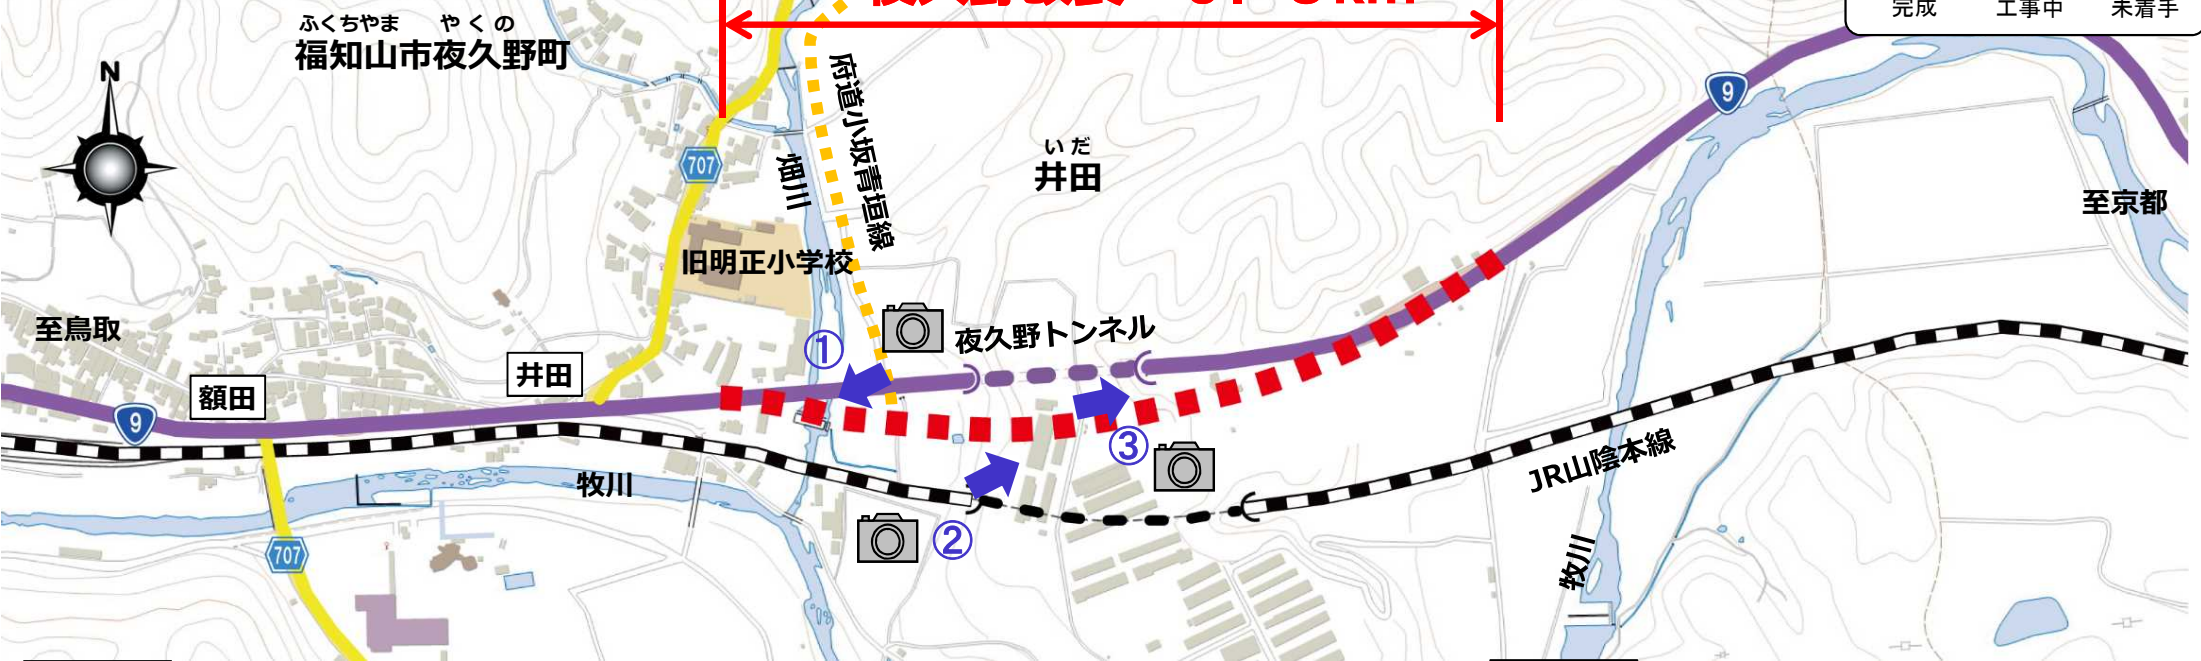 完成 工事中 未着手
ふくちやま やくの
福知山市夜久野町
N
9
府道小坂青垣線
いだ
井田
707
畑川
至京都
旧明正小学校
至鳥取
夜久野トンネル
①
井田
額田
9
③
JR山陰本線
牧川
②
707
牧川